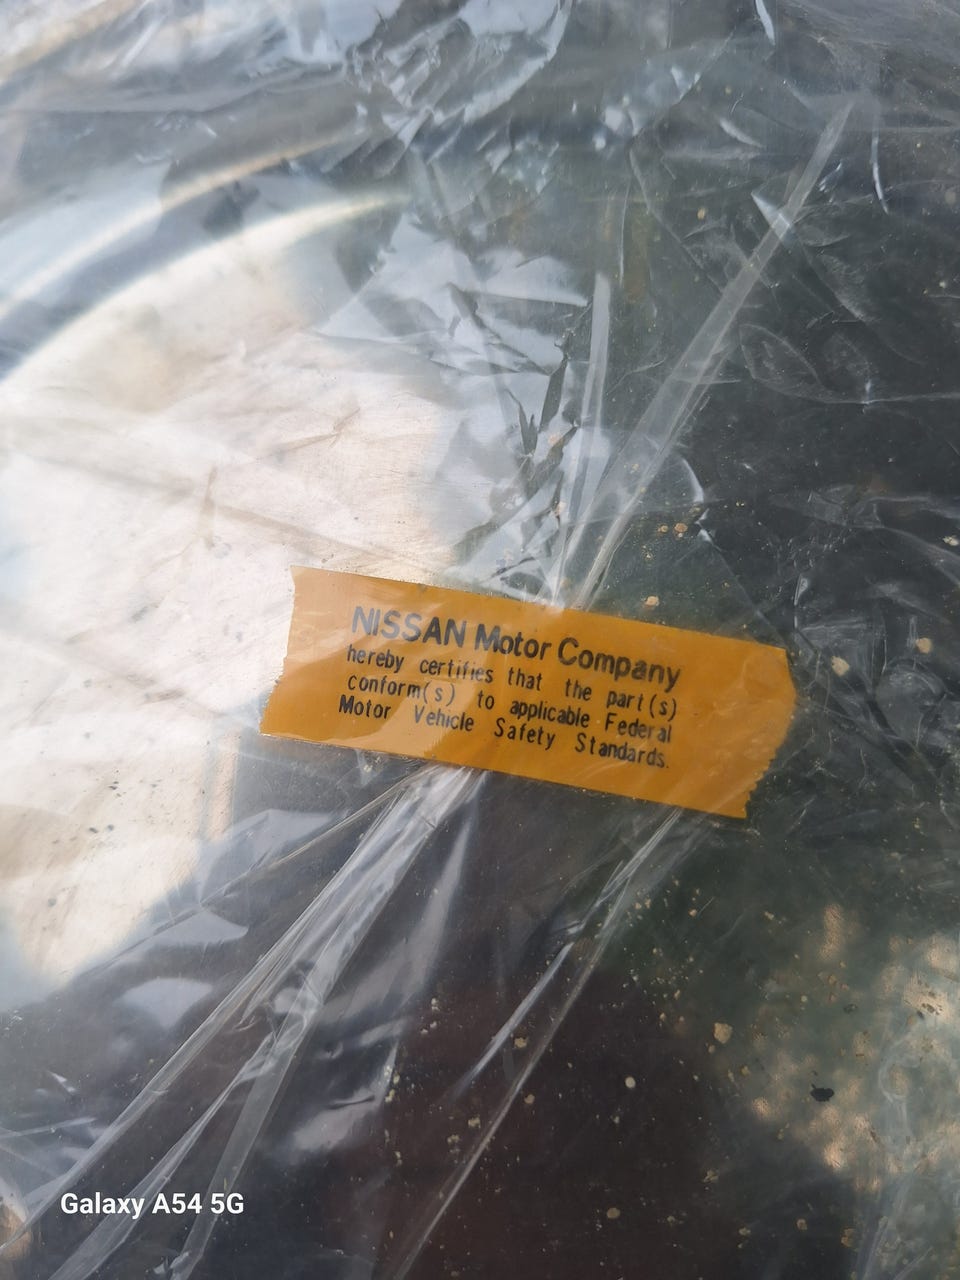 NISSAN Motor Company
hereby certifies that the part(s)
conform(s) to applicable Federal
Motor Vehicle Safety Standards.
Galaxy A54 5G